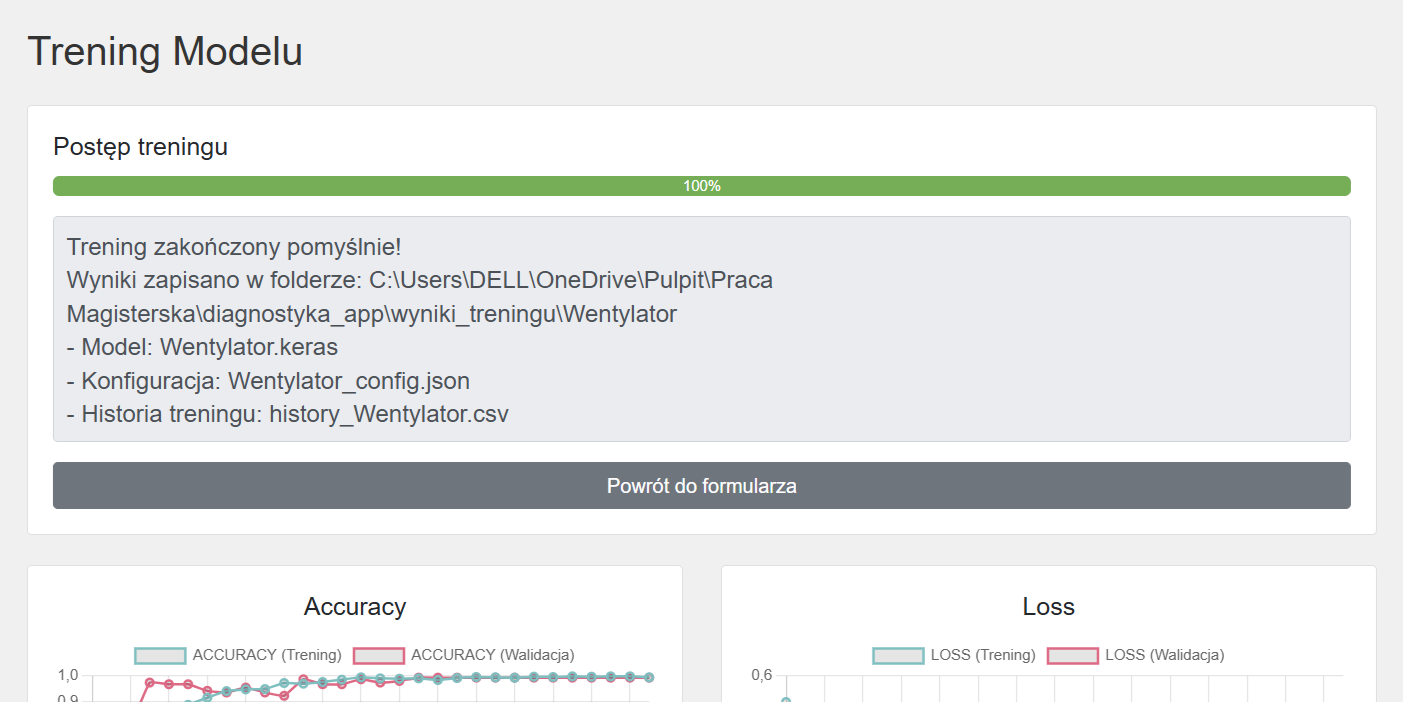 Trening Modelu
Postęp treningu
100%
Trening zakończony pomyślnie!
Wyniki zapisano w folderze: C:\Users\DELL\OneDrive\Pulpit\Praca
Magisterska\diagnostyka_app\wyniki_treningu\Wentylator
- Model: Wentylator.keras
- Konfiguracja: Wentylator_config.json
- Historia treningu: history_Wentylator.csv
Powrót do formularza
Accuracy
ACCURACY (Trening) ACCURACY (Walidacja)
1,0
0,9
Loss
LOSS (Trening) LOSS (Walidacja)
0,6